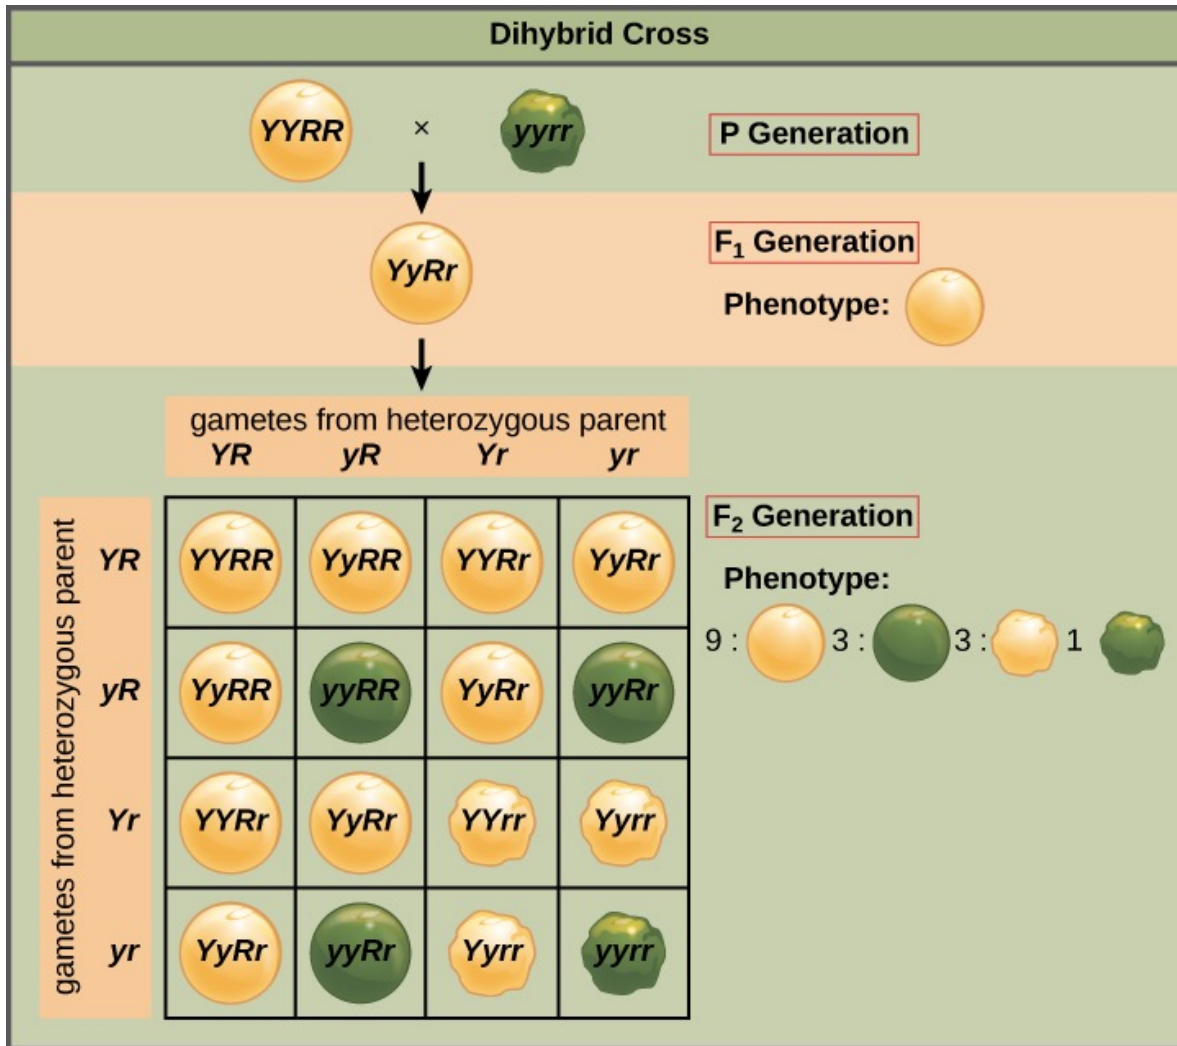 Dihybrid Cross
YYRR × yyrr
P Generation
YyRr
F₁ Generation
Phenotype:
gametes from heterozygous parent
YR yR Yr yr
gametes from heterozygous parent
YR YYRR YyRR YYRr YyRr
yR YyRR yyRR YyRr yyRr
Yr YYRr YyRr YYrr Yyrr
yr YyRr yyRr Yyrr yyrr
F₂ Generation
Phenotype:
9 : 3 : 3 : 1